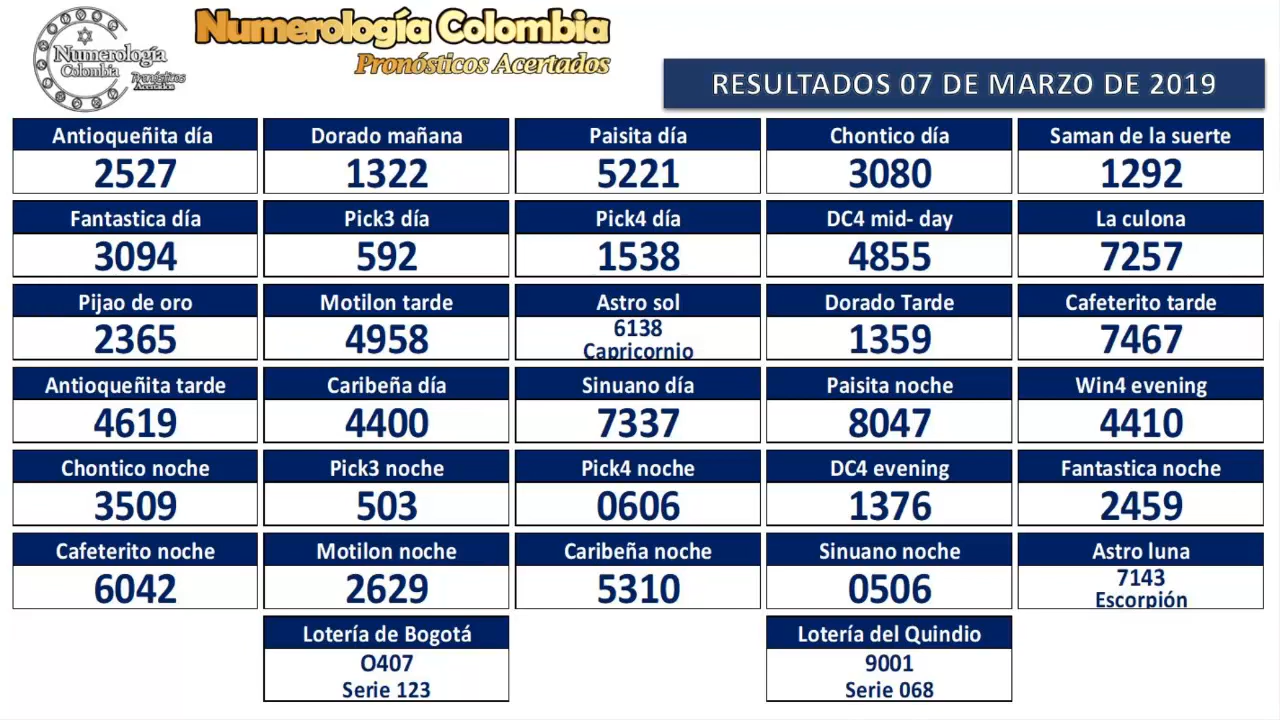 Numerología
Colombia
Pronósticos
Acertados
Numerología Colombia
Pronósticos Acertados
RESULTADOS 07 DE MARZO DE 2019
Antioqueñita día
2527
Dorado mañana
1322
Paisita día
5221
Chontico día
3080
Saman de la suerte
1292
Fantastica día
3094
Pick3 día
592
Pick4 día
1538
DC4 mid- day
4855
La culona
7257
Pijao de oro
2365
Motilon tarde
4958
Astro sol
6138
Capricornio
Dorado Tarde
1359
Cafeterito tarde
7467
Antioqueñita tarde
4619
Caribeña día
4400
Sinuano día
7337
Paisita noche
8047
Win4 evening
4410
Chontico noche
3509
Pick3 noche
503
Pick4 noche
0606
DC4 evening
1376
Fantastica noche
2459
Cafeterito noche
6042
Motilon noche
2629
Caribeña noche
5310
Sinuano noche
0506
Astro luna
7143
Escorpión
Lotería de Bogotá
O407
Serie 123
Lotería del Quindio
9001
Serie 068